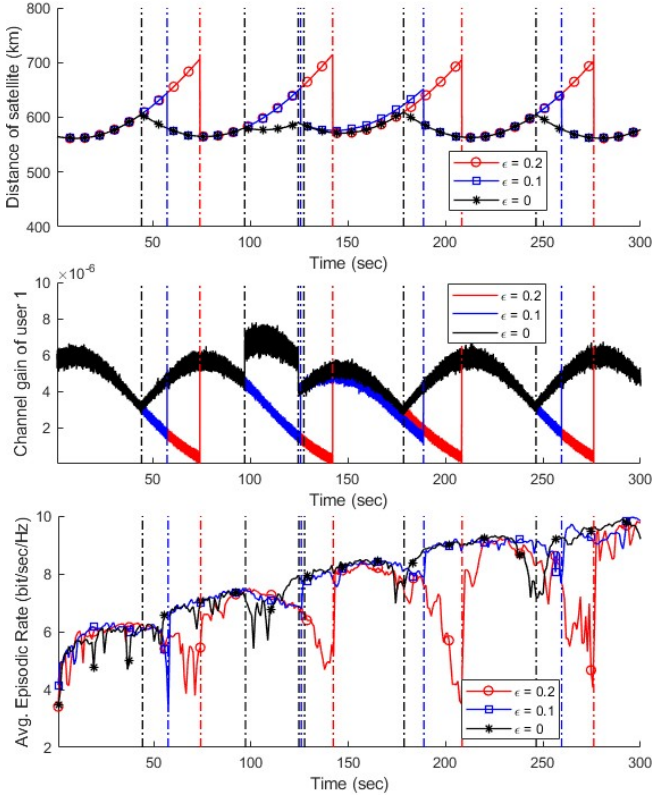 800
700
600
500
400
Distance of satellite (km)
ϵ = 0.2
ϵ = 0.1
ϵ = 0
50
100
150
200
250
300
Time (sec)
×10^-6
10
8
6
4
2
Channel gain of user 1
ϵ = 0.2
ϵ = 0.1
ϵ = 0
50
100
150
200
250
300
Time (sec)
10
8
6
4
2
Avg. Episodic Rate (bit/sec/Hz)
ϵ = 0.2
ϵ = 0.1
ϵ = 0
50
100
150
200
250
300
Time (sec)